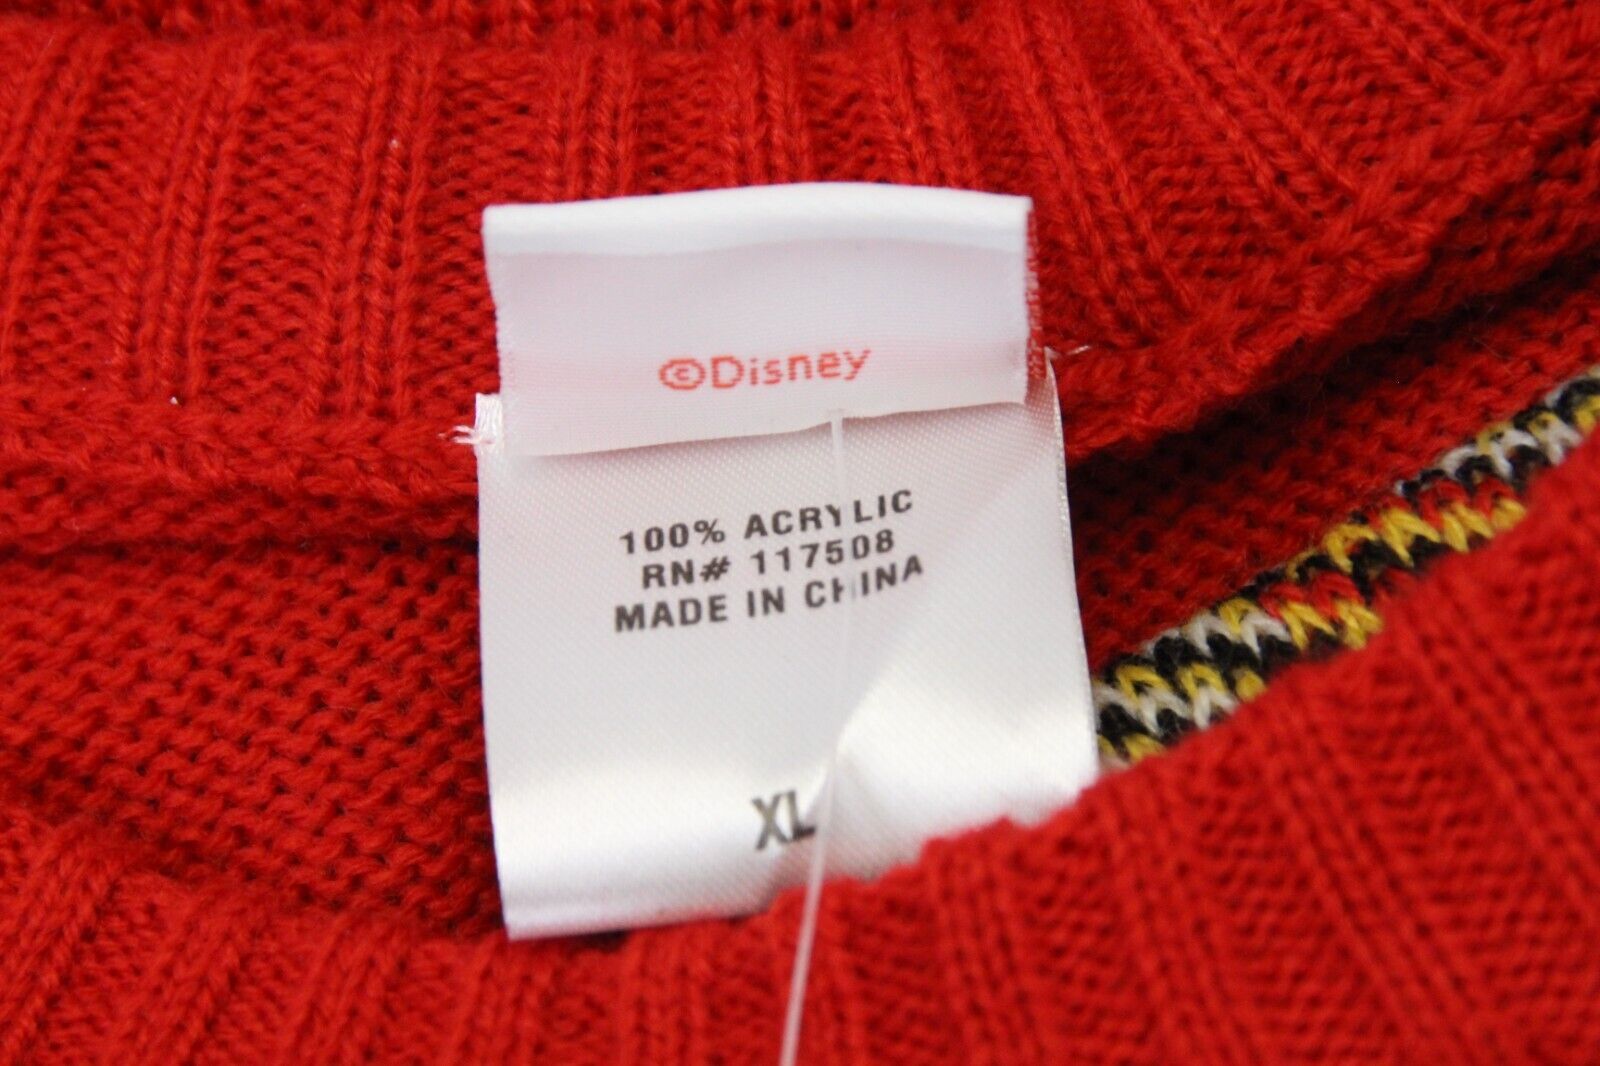 ©Disney
100% ACRYLIC
RN# 117508
MADE IN CHINA
XL